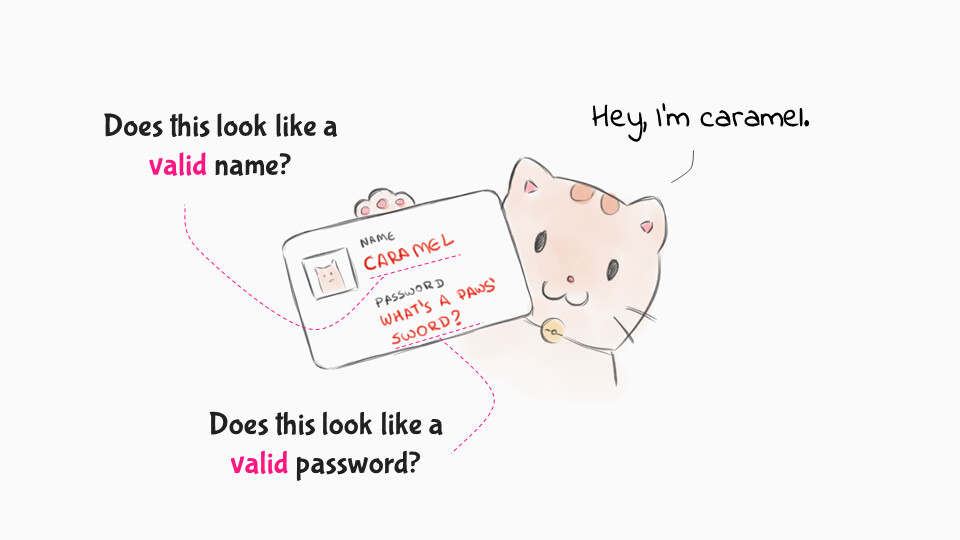 Does this look like a
valid name?
Hey, I'm caramel.
NAME
CARAMEL
PASSWORD
WHAT'S A PAWS'
SWORD?
Does this look like a
valid password?